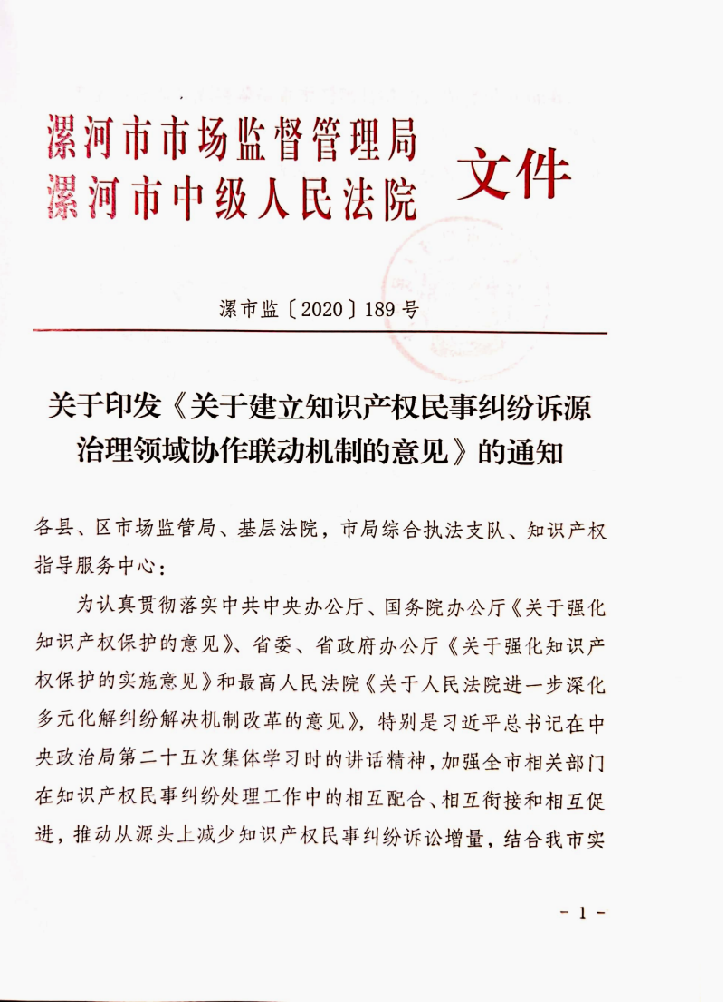 漯河市市场监督管理局
漯河市中级人民法院
文件
漯市监〔2020〕189号
关于印发《关于建立知识产权民事纠纷诉源
治理领域协作联动机制的意见》的通知
各县、区市场监管局、基层法院，市局综合执法支队、知识产权
指导服务中心：
为认真贯彻落实中共中央办公厅、国务院办公厅《关于强化
知识产权保护的意见》、省委、省政府办公厅《关于强化知识产
权保护的实施意见》和最高人民法院《关于人民法院进一步深化
多元化解纠纷解决机制改革的意见》，特别是习近平总书记在中
央政治局第二十五次集体学习时的讲话精神，加强全市相关部门
在知识产权民事纠纷处理工作中的相互配合、相互衔接和相互促
进，推动从源头上减少知识产权民事纠纷诉讼增量，结合我市实
- 1 -